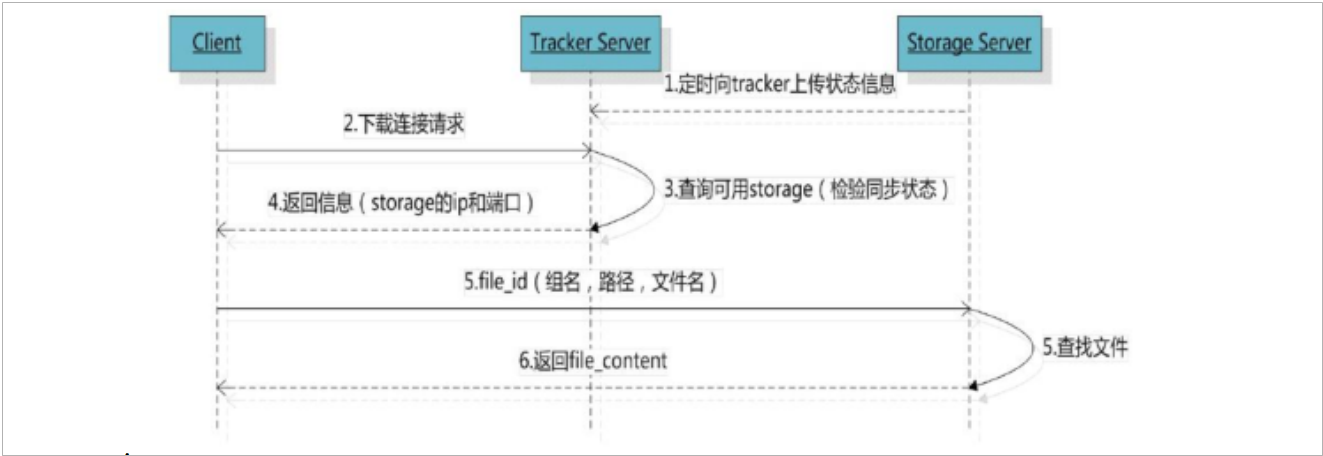 Client
Tracker Server
Storage Server
1.定时向tracker上传状态信息
2.下载连接请求
3.查询可用storage（检验同步状态）
4.返回信息（storage的ip和端口）
5.file_id（组名，路径，文件名）
5.查找文件
6.返回file_content